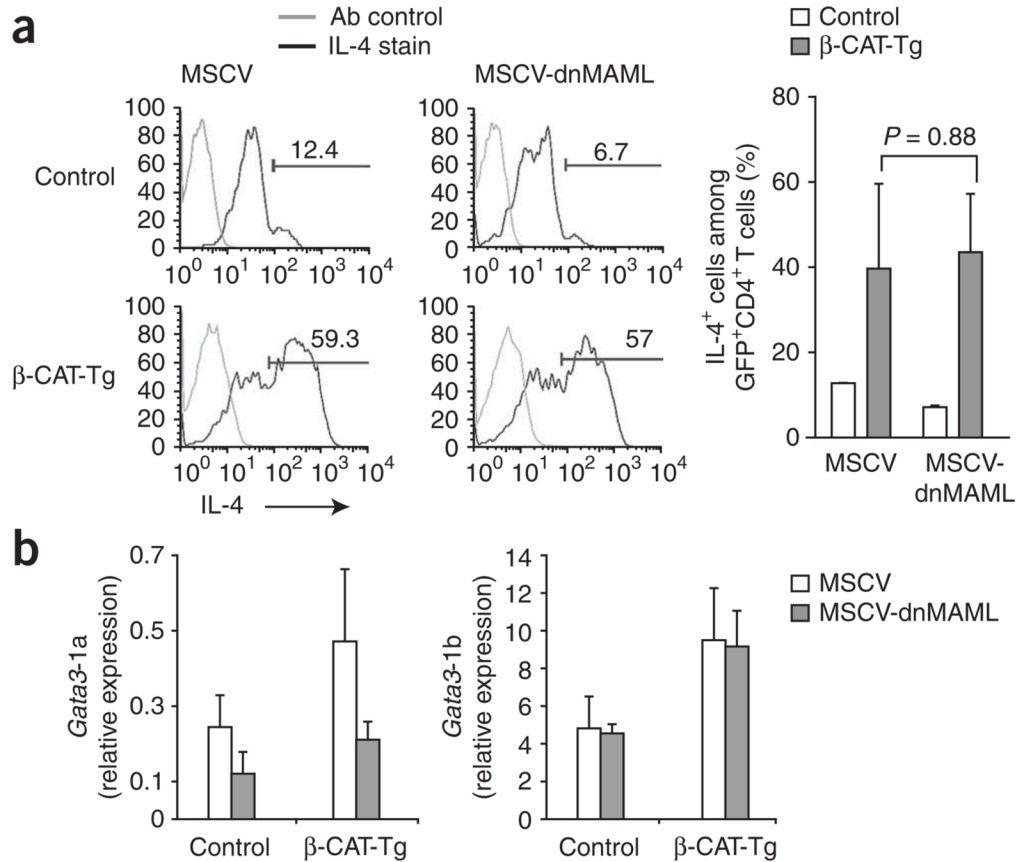 a
Ab control
IL-4 stain
MSCV
MSCV-dnMAML
Control
100
80
60
40
20
0
12.4
10⁰ 10¹ 10² 10³ 10⁴
100
80
60
40
20
0
6.7
10⁰ 10¹ 10² 10³ 10⁴
β-CAT-Tg
100
80
60
40
20
0
59.3
10⁰ 10¹ 10² 10³ 10⁴
100
80
60
40
20
0
57
10⁰ 10¹ 10² 10³ 10⁴
IL-4
Control
β-CAT-Tg
IL-4⁺ cells among
GFP⁺CD4⁺ T cells (%)
80
60
40
20
0
P = 0.88
MSCV
MSCV-
dnMAML
b
Gata3-1a
(relative expression)
0.7
0.5
0.3
0.1
0
Control
β-CAT-Tg
Gata3-1b
(relative expression)
14
12
10
8
6
4
2
0
Control
β-CAT-Tg
MSCV
MSCV-dnMAML